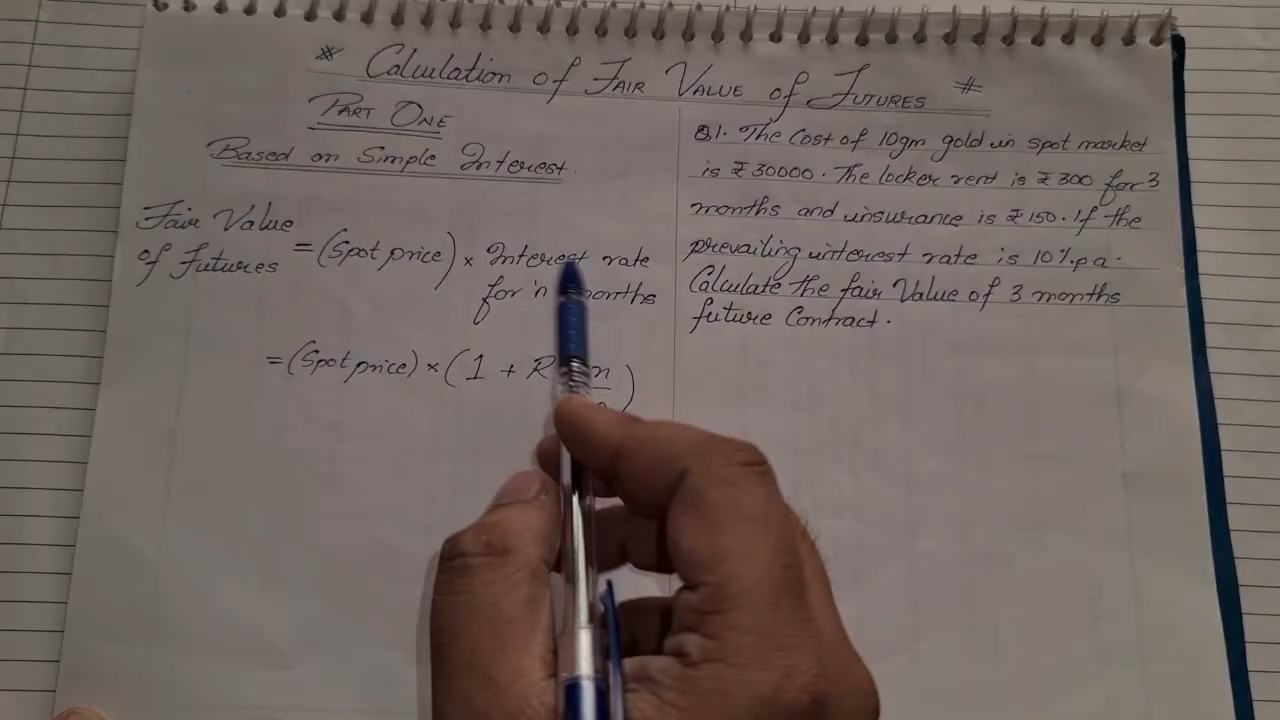 * Calculation of FAIR VALUE of FUTURES #
PART ONE
Based on Simple Interest.
Fair Value
of Futures = (Spot price) × Interest rate
for 'n months
= (Spot price) × (1 + R n )
Q.1. The Cost of 10gm gold in spot market
is ₹30000. The locker rent is ₹300 for 3
months and insurance is ₹150. If the
prevailing interest rate is 10% p.a.
Calculate the fair Value of 3 months
future Contract.